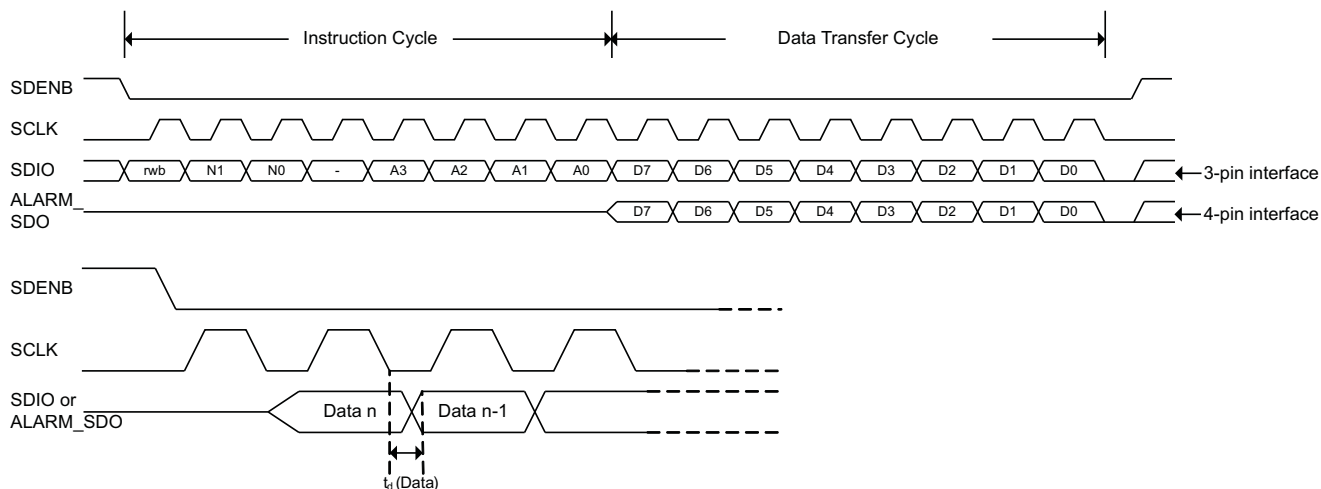 Instruction Cycle Data Transfer Cycle
SDENB
SCLK
SDIO rwb N1 N0 - A3 A2 A1 A0 D7 D6 D5 D4 D3 D2 D1 D0 3-pin interface
ALARM_
SDO D7 D6 D5 D4 D3 D2 D1 D0 4-pin interface
SDENB
SCLK
SDIO or
ALARM_SDO Data n Data n-1
td(Data)